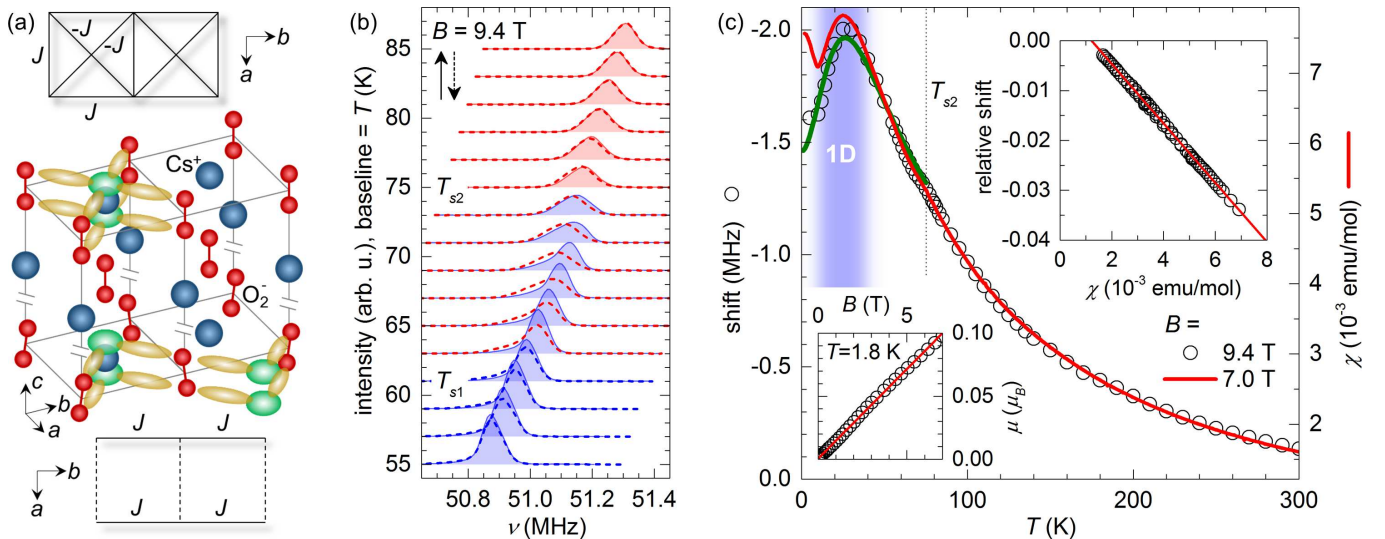 (a)
-J
-J
J
J
b
a
Cs+
O2-
c
b
a
J
J
b
a
J
J
(b)
B = 9.4 T
Ts2
Ts1
intensity (arb. u.), baseline = T (K)
85
80
75
70
65
60
55
50.8
51.0
51.2
51.4
ν (MHz)
(c)
shift (MHz)
-2.0
-1.5
-1.0
-0.5
0.0
1D
Ts2
relative shift
0.00
-0.01
-0.02
-0.03
-0.04
0
2
4
6
8
χ (10-3 emu/mol)
0
B (T)
5
T=1.8 K
0.10
0.05
0.00
μ (μB)
B =
9.4 T
7.0 T
7
6
5
4
3
2
χ (10-3 emu/mol)
0
100
200
300
T (K)